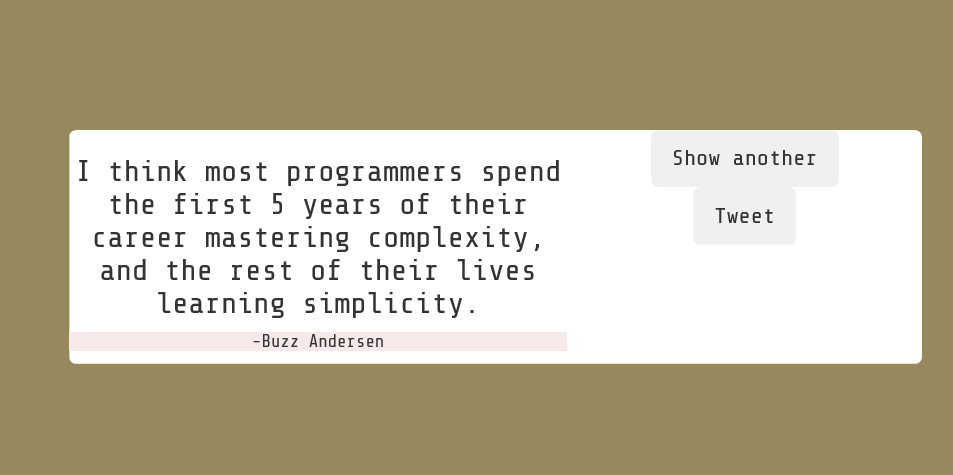 I think most programmers spend
the first 5 years of their
career mastering complexity,
and the rest of their lives
learning simplicity.
-Buzz Andersen
Show another
Tweet